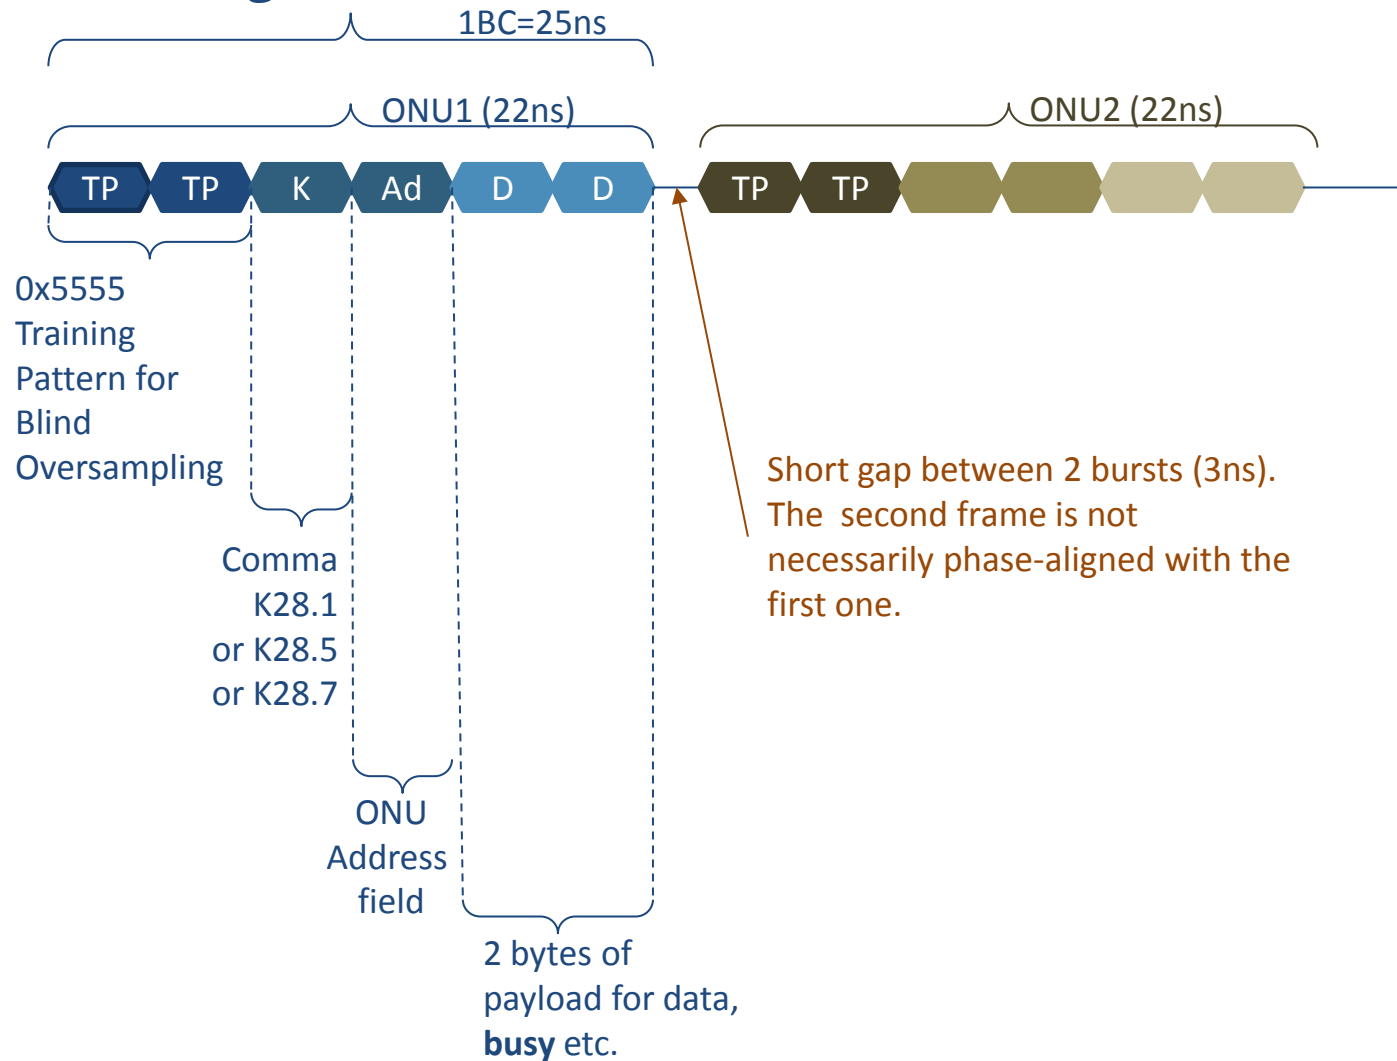 1BC=25ns
ONU1 (22ns)
ONU2 (22ns)
TP TP K Ad D D TP TP
0x5555
Training
Pattern for
Blind
Oversampling
Comma
K28.1
or K28.5
or K28.7
ONU
Address
field
2 bytes of
payload for data,
busy etc.
Short gap between 2 bursts (3ns).
The second frame is not
necessarily phase-aligned with the
first one.